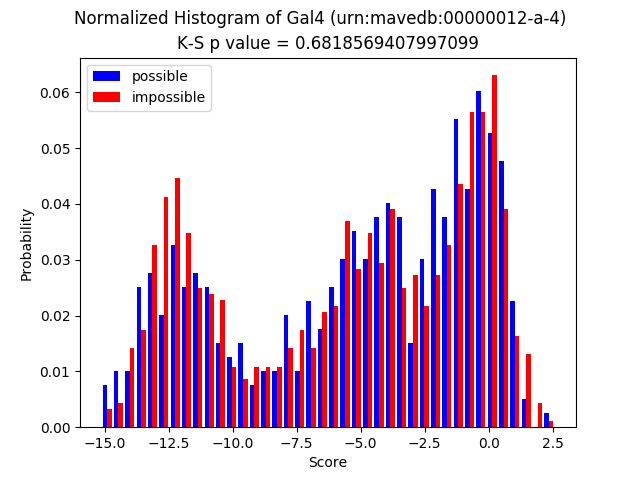 Normalized Histogram of Gal4 (urn:mavedb:00000012-a-4)
K-S p value = 0.6818569407997099
possible
impossible
0.06
0.05
0.04
0.03
0.02
0.01
0.00
Probability
−15.0 −12.5 −10.0 −7.5 −5.0 −2.5 0.0 2.5
Score